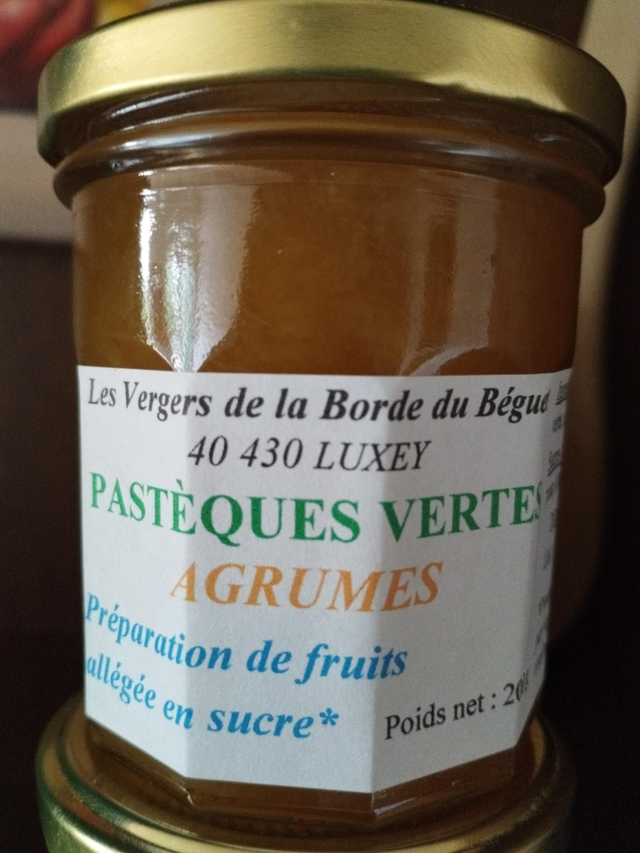 Les Vergers de la Borde du Béguet
40 430 LUXEY
PASTÈQUES VERTES
AGRUMES
Préparation de fruits
allégée en sucre*
Poids net :